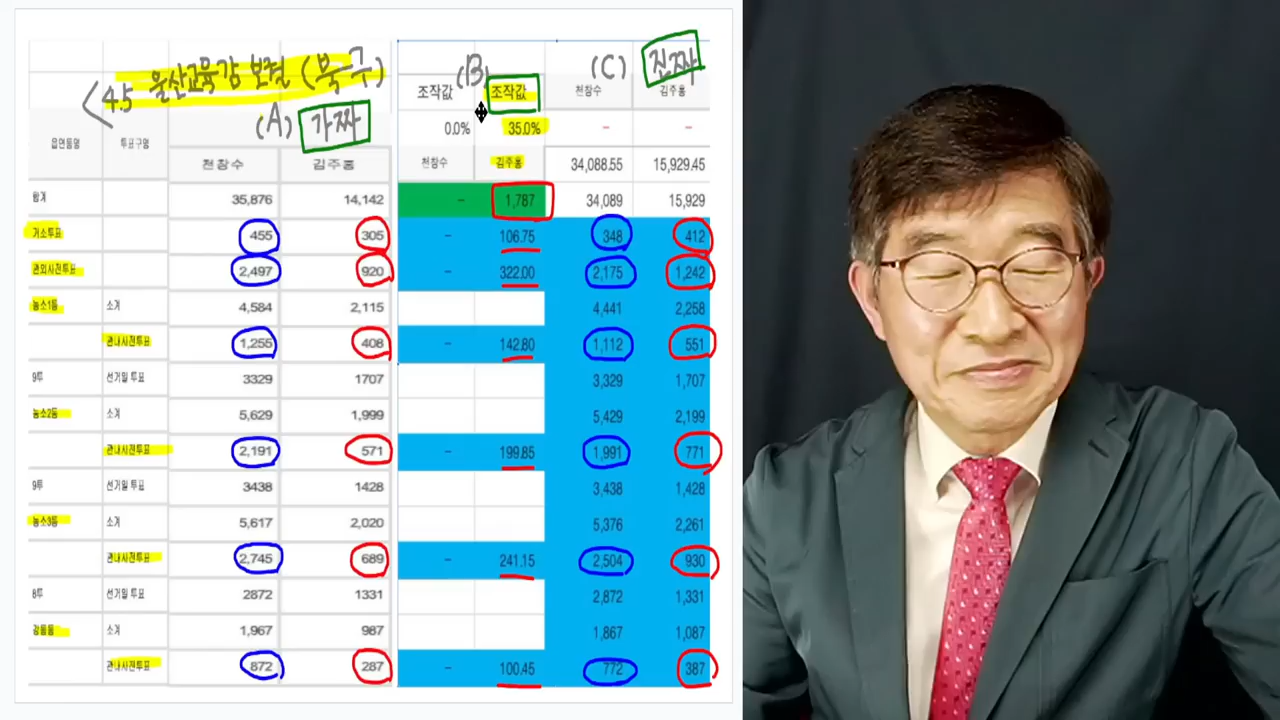 <4.5 울산교육감 보궐 (북구)
(A) 가짜
(B)
(C) 진짜
조작값 조작값 천창수 김주홍
0.0% 35.0% – –
읍면동명 투표구명 천창수 김주홍 천창수 김주홍 34,088.55 15,929.45
합계 35,876 14,142 – 1,787 34,089 15,929
거소투표 455 305 – 106.75 348 412
관외사전투표 2,497 920 – 322.00 2,175 1,242
농소1동 소계 4,584 2,115 4,441 2,258
관내사전투표 1,255 408 – 142.80 1,112 551
9투 선거일 투표 3329 1707 3,329 1,707
농소2동 소계 5,629 1,999 5,429 2,199
관내사전투표 2,191 571 – 199.85 1,991 771
9투 선거일 투표 3438 1428 3,438 1,428
농소3동 소계 5,617 2,020 5,376 2,261
관내사전투표 2,745 689 – 241.15 2,504 930
8투 선거일 투표 2872 1331 2,872 1,331
강동동 소계 1,967 987 1,867 1,087
관내사전투표 872 287 – 100.45 772 387